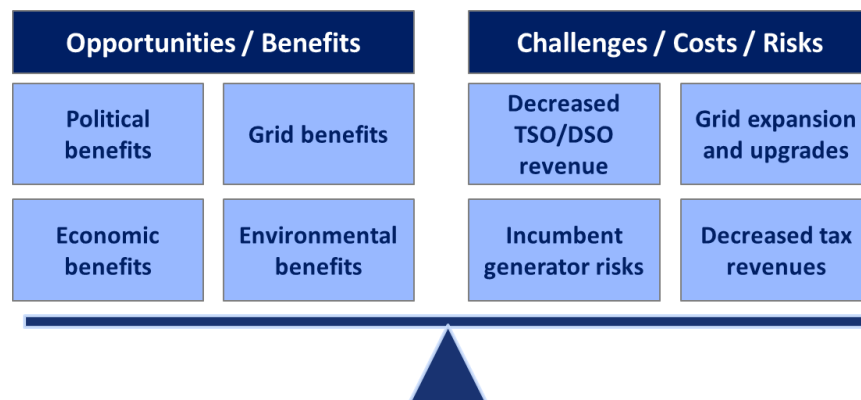 Opportunities / Benefits
Political
benefits
Grid benefits
Economic
benefits
Environmental
benefits
Challenges / Costs / Risks
Decreased
TSO/DSO
revenue
Grid expansion
and upgrades
Incumbent
generator risks
Decreased tax
revenues